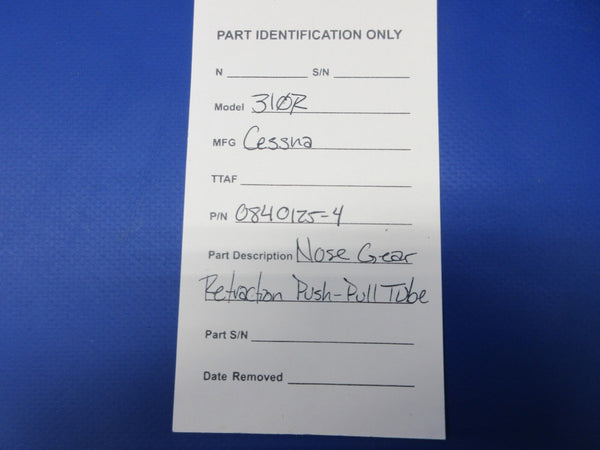 PART IDENTIFICATION ONLY
N S/N
Model 310R
MFG Cessna
TTAF
P/N 0840125-4
Part Description Nose Gear
Retraction Push-Pull Tube
Part S/N
Date Removed